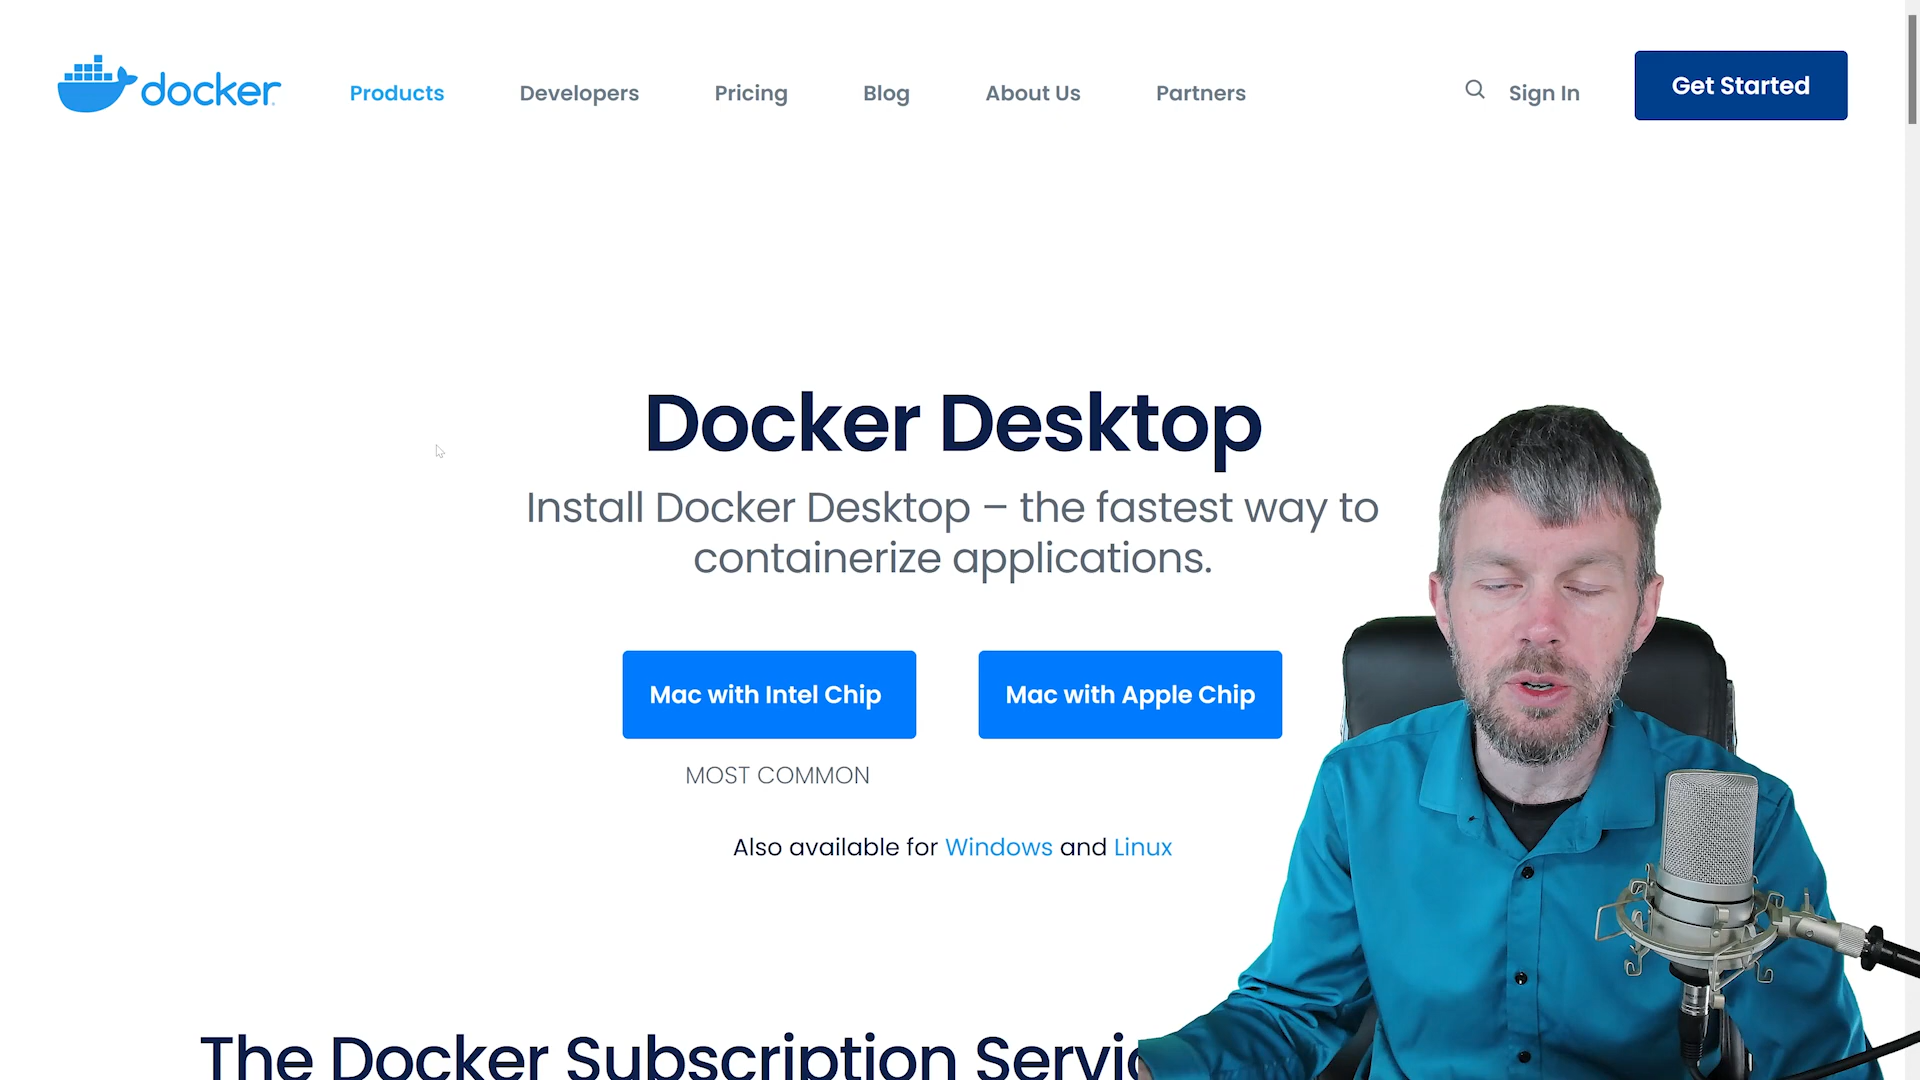 docker
Products
Developers
Pricing
Blog
About Us
Partners
Sign In
Get Started
Docker Desktop
Install Docker Desktop – the fastest way to
containerize applications.
Mac with Intel Chip
Mac with Apple Chip
MOST COMMON
Also available for Windows and Linux
The Docker Subscription